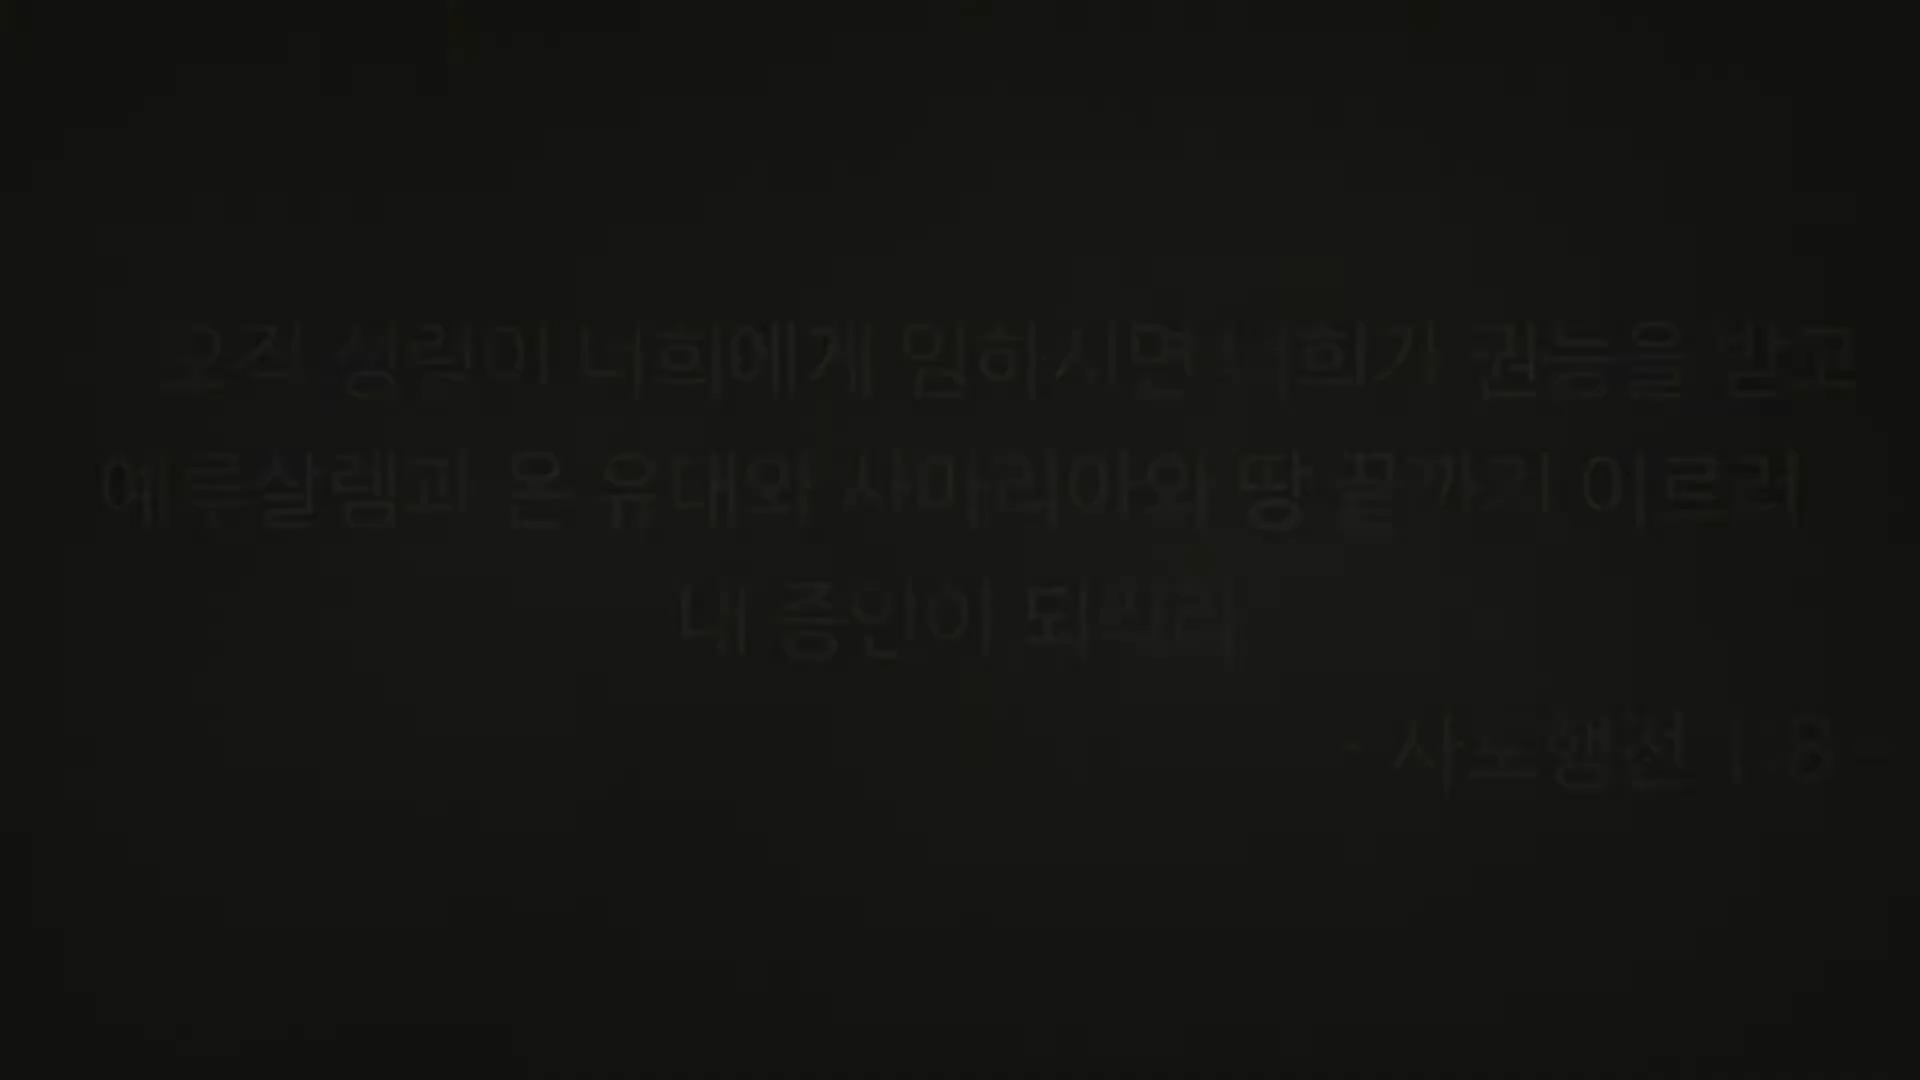 오직 성령이 너희에게 임하시면 너희가 권능을 받고
예루살렘과 온 유대와 사마리아와 땅 끝까지 이르러
내 증인이 되리라
- 사도행전 1:8 -